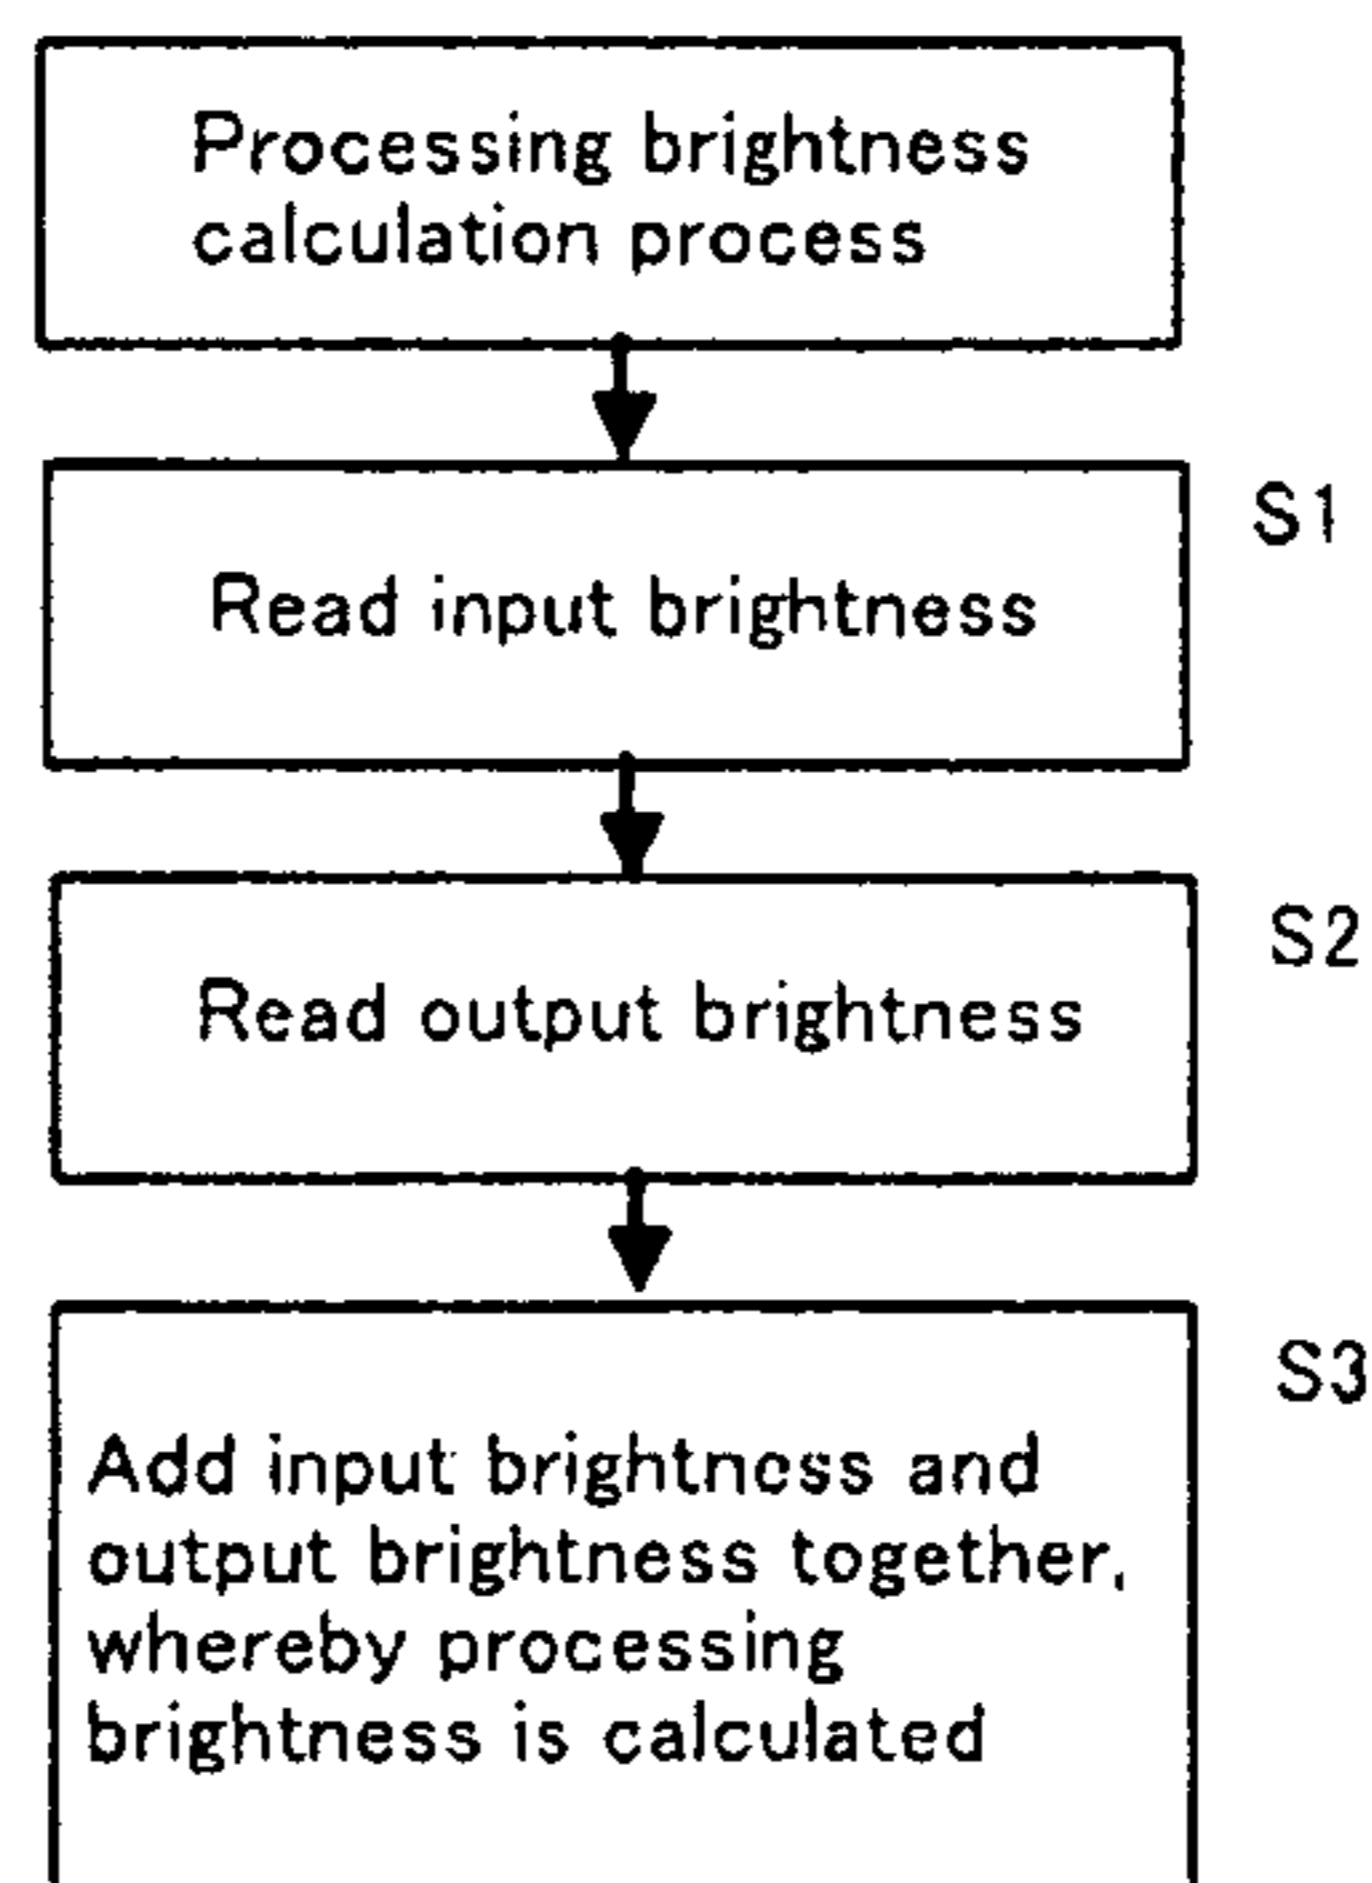 Processing brightness
calculation process
S1
Read input brightness
S2
Read output brightness
S3
Add input brightness and
output brightness together,
whereby processing
brightness is calculated